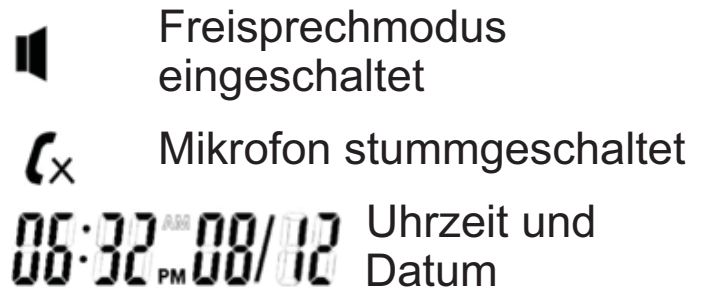 Freisprechmodus
eingeschaltet
Mikrofon stummgeschaltet
06:32 AM PM 08/12 Uhrzeit und
Datum